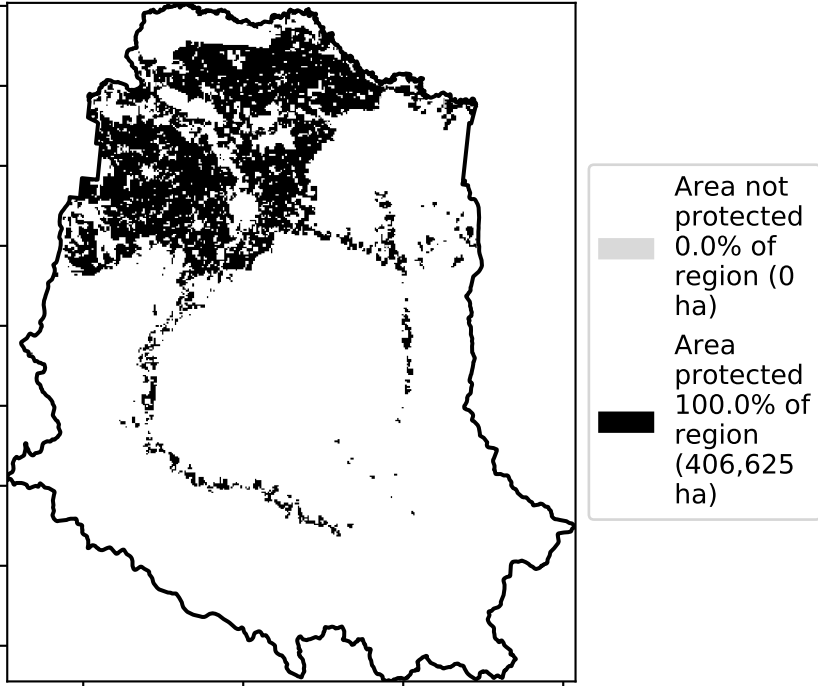 Area not
protected
0.0% of
region (0
ha)
Area
protected
100.0% of
region
(406,625
ha)